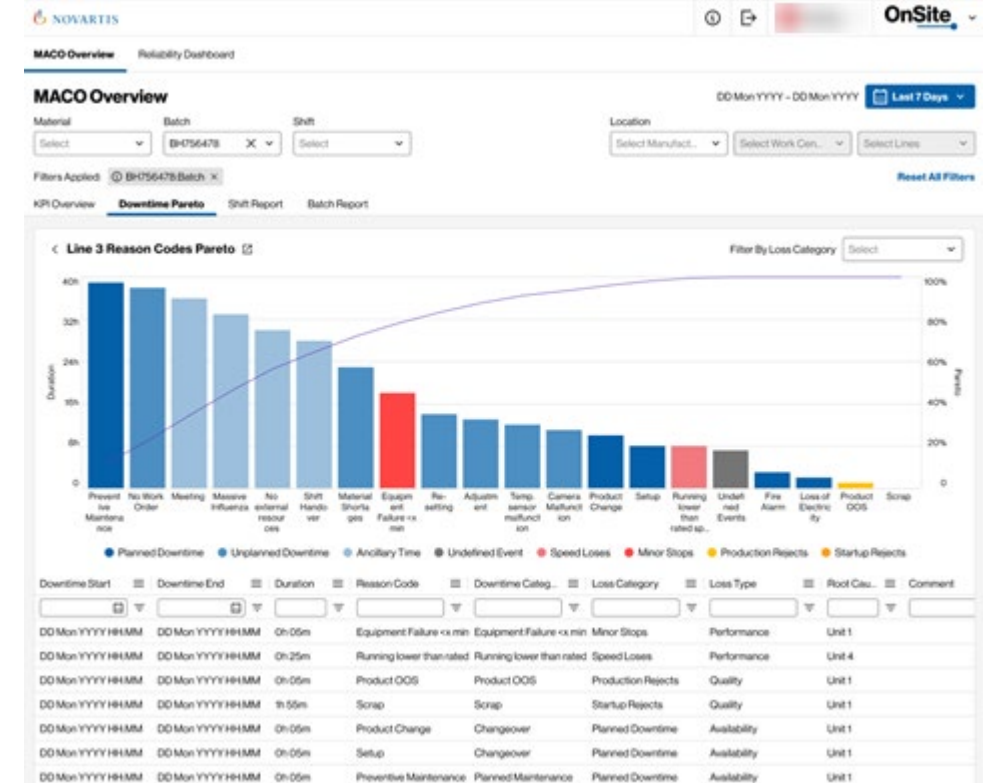 NOVARTIS
OnSite
MACO Overview Reliability Dashboard
MACO Overview
DD Mon YYYY - DD Mon YYYY Last 7 Days
Material Batch Shift Location
Select BH756478 Select Select Manufact... Select Work Cen... Select Lines
Filters Applied: BH756478:Batch Reset All Filters
KPI Overview Downtime Pareto Shift Report Batch Report
Line 3 Reason Codes Pareto Filter By Loss Category Select
40h 100%
32h 80%
24h 60%
16h 40%
8h 20%
0 0
Duration
Pareto
Preventive Maintenance
No Work Order
Meeting
Massive Influenza
No external resources
Shift Handover
Material Shortages
Equipment Failure <x min
Re-setting
Adjustment
Temp. sensor malfunction
Camera Malfunction
Product Change
Setup
Running lower than rated sp...
Undefined Events
Fire Alarm
Loss of Electricity
Product OOS
Scrap
Planned Downtime Unplanned Downtime Ancillary Time Undefined Event Speed Loses Minor Stops Production Rejects Startup Rejects
Downtime Start Downtime End Duration Reason Code Downtime Categ... Loss Category Loss Type Root Cau... Comment
DD Mon YYYY HH:MM DD Mon YYYY HH:MM 0h 05m Equipment Failure <x min Equipment Failure <x min Minor Stops Performance Unit 1
DD Mon YYYY HH:MM DD Mon YYYY HH:MM 0h 25m Running lower than rated Running lower than rated Speed Loses Performance Unit 4
DD Mon YYYY HH:MM DD Mon YYYY HH:MM 0h 05m Product OOS Product OOS Production Rejects Quality Unit 1
DD Mon YYYY HH:MM DD Mon YYYY HH:MM 1h 55m Scrap Scrap Startup Rejects Quality Unit 1
DD Mon YYYY HH:MM DD Mon YYYY HH:MM 0h 05m Product Change Changeover Planned Downtime Availability Unit 1
DD Mon YYYY HH:MM DD Mon YYYY HH:MM 0h 05m Setup Changeover Planned Downtime Availability Unit 1
DD Mon YYYY HH:MM DD Mon YYYY HH:MM 0h 05m Preventive Maintenance Planned Maintenance Planned Downtime Availability Unit 1